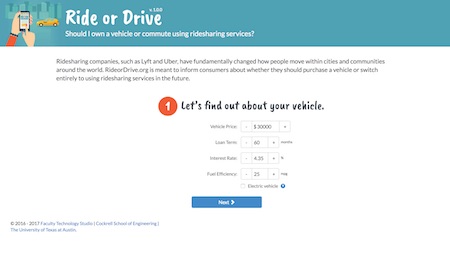 Ride or Drive v. 1.0.0
Should I own a vehicle or commute using ridesharing services?
Ridesharing companies, such as Lyft and Uber, have fundamentally changed how people move within cities and communities
around the world. RideorDrive.org is meant to inform consumers about whether they should purchase a vehicle or switch
entirely to using ridesharing services in the future.
1 Let's find out about your vehicle.
Vehicle Price: - $ 30000 +
Loan Term: - 60 + months
Interest Rate: - 4.35 + %
Fuel Efficiency: - 25 + mpg
Electric vehicle ?
Next
© 2016 - 2017 Faculty Technology Studio | Cockrell School of Engineering |
The University of Texas at Austin.